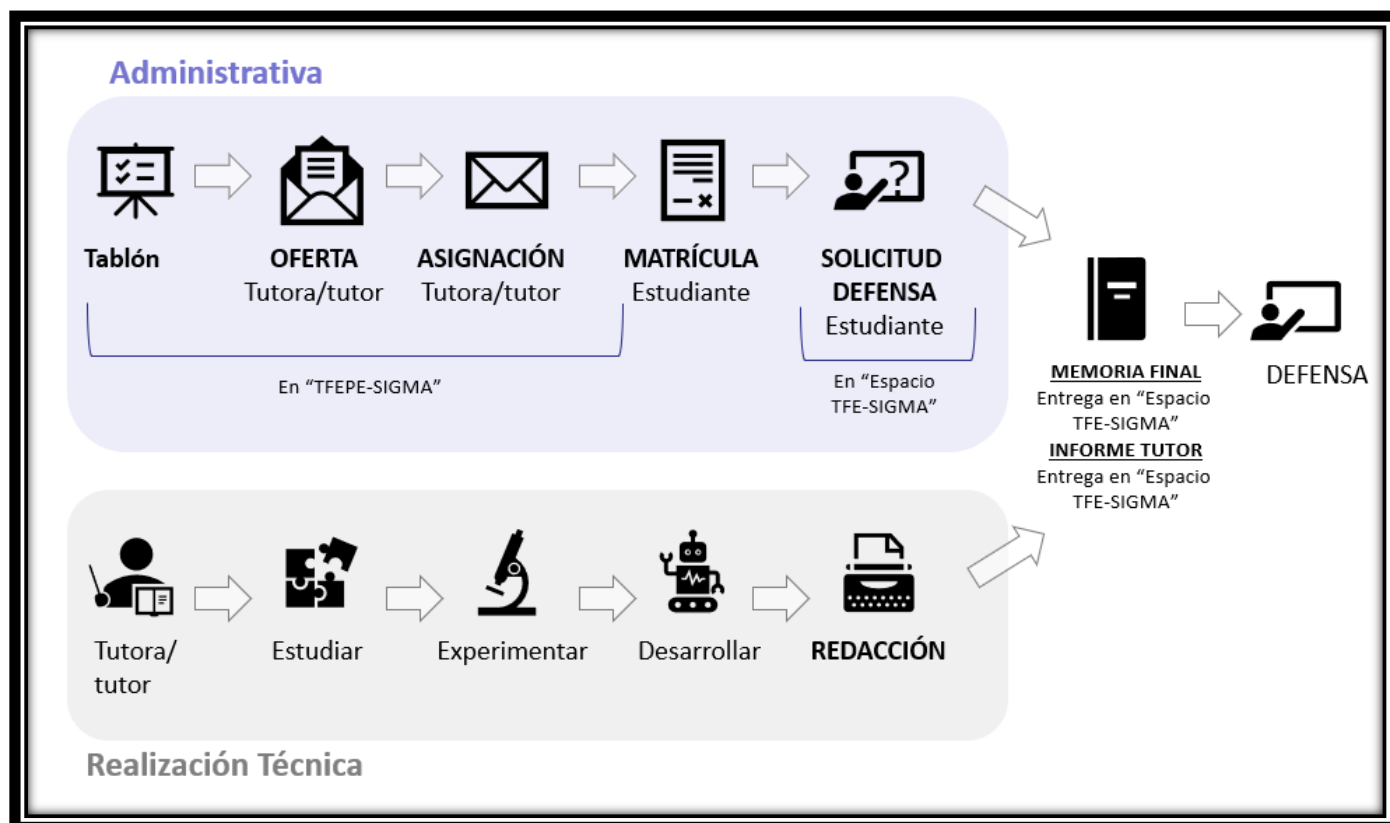 Administrativa
Tablón
OFERTA
Tutora/tutor
ASIGNACIÓN
Tutora/tutor
MATRÍCULA
Estudiante
SOLICITUD
DEFENSA
Estudiante
?
En “TFEPE-SIGMA”
En “Espacio
TFE-SIGMA”
MEMORIA FINAL
Entrega en “Espacio
TFE-SIGMA”
INFORME TUTOR
Entrega en “Espacio
TFE-SIGMA”
DEFENSA
Tutora/
tutor
Estudiar
Experimentar
Desarrollar
REDACCIÓN
Realización Técnica